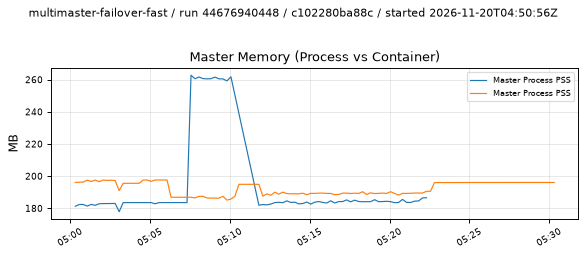 multimaster-failover-fast / run 44676940448 / c102280ba88c / started 2026-11-20T04:50:56Z
Master Memory (Process vs Container)
Master Process PSS
Master Process PSS
MB
260
240
220
200
180
05:00
05:05
05:10
05:15
05:20
05:25
05:30